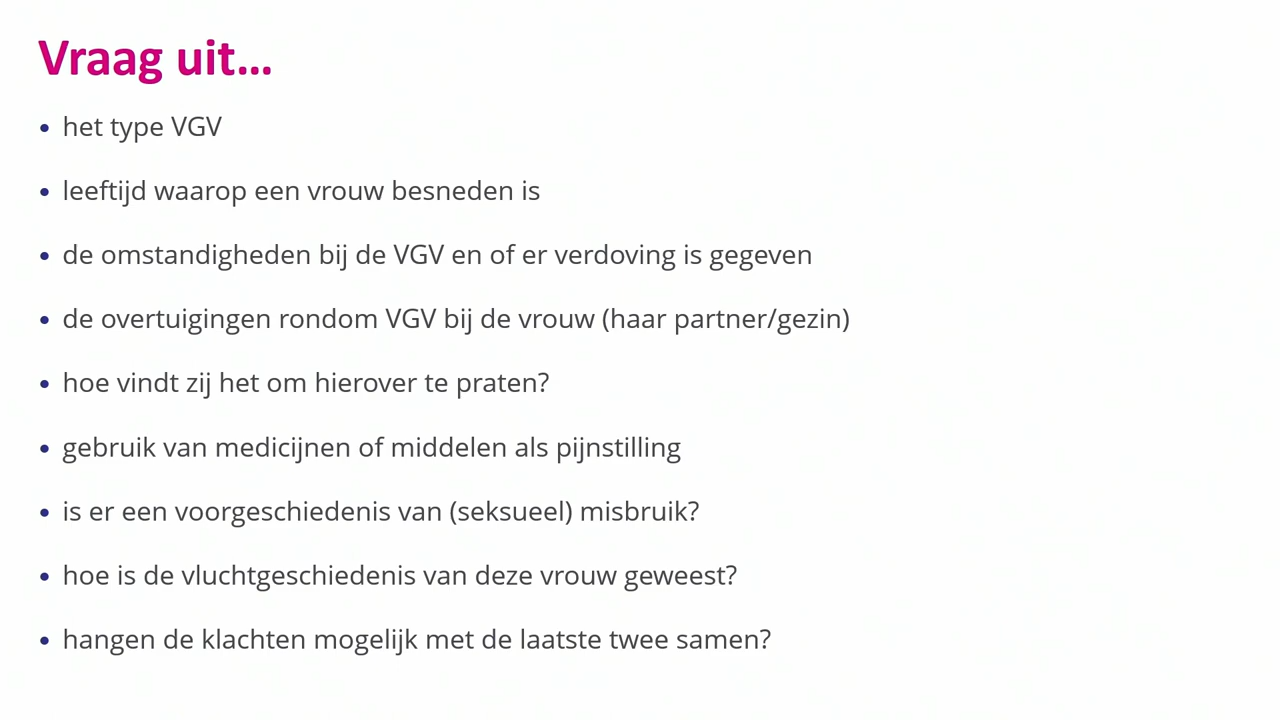 Vraag uit...
• het type VGV
• leeftijd waarop een vrouw besneden is
• de omstandigheden bij de VGV en of er verdoving is gegeven
• de overtuigingen rondom VGV bij de vrouw (haar partner/gezin)
• hoe vindt zij het om hierover te praten?
• gebruik van medicijnen of middelen als pijnstilling
• is er een voorgeschiedenis van (seksueel) misbruik?
• hoe is de vluchtgeschiedenis van deze vrouw geweest?
• hangen de klachten mogelijk met de laatste twee samen?